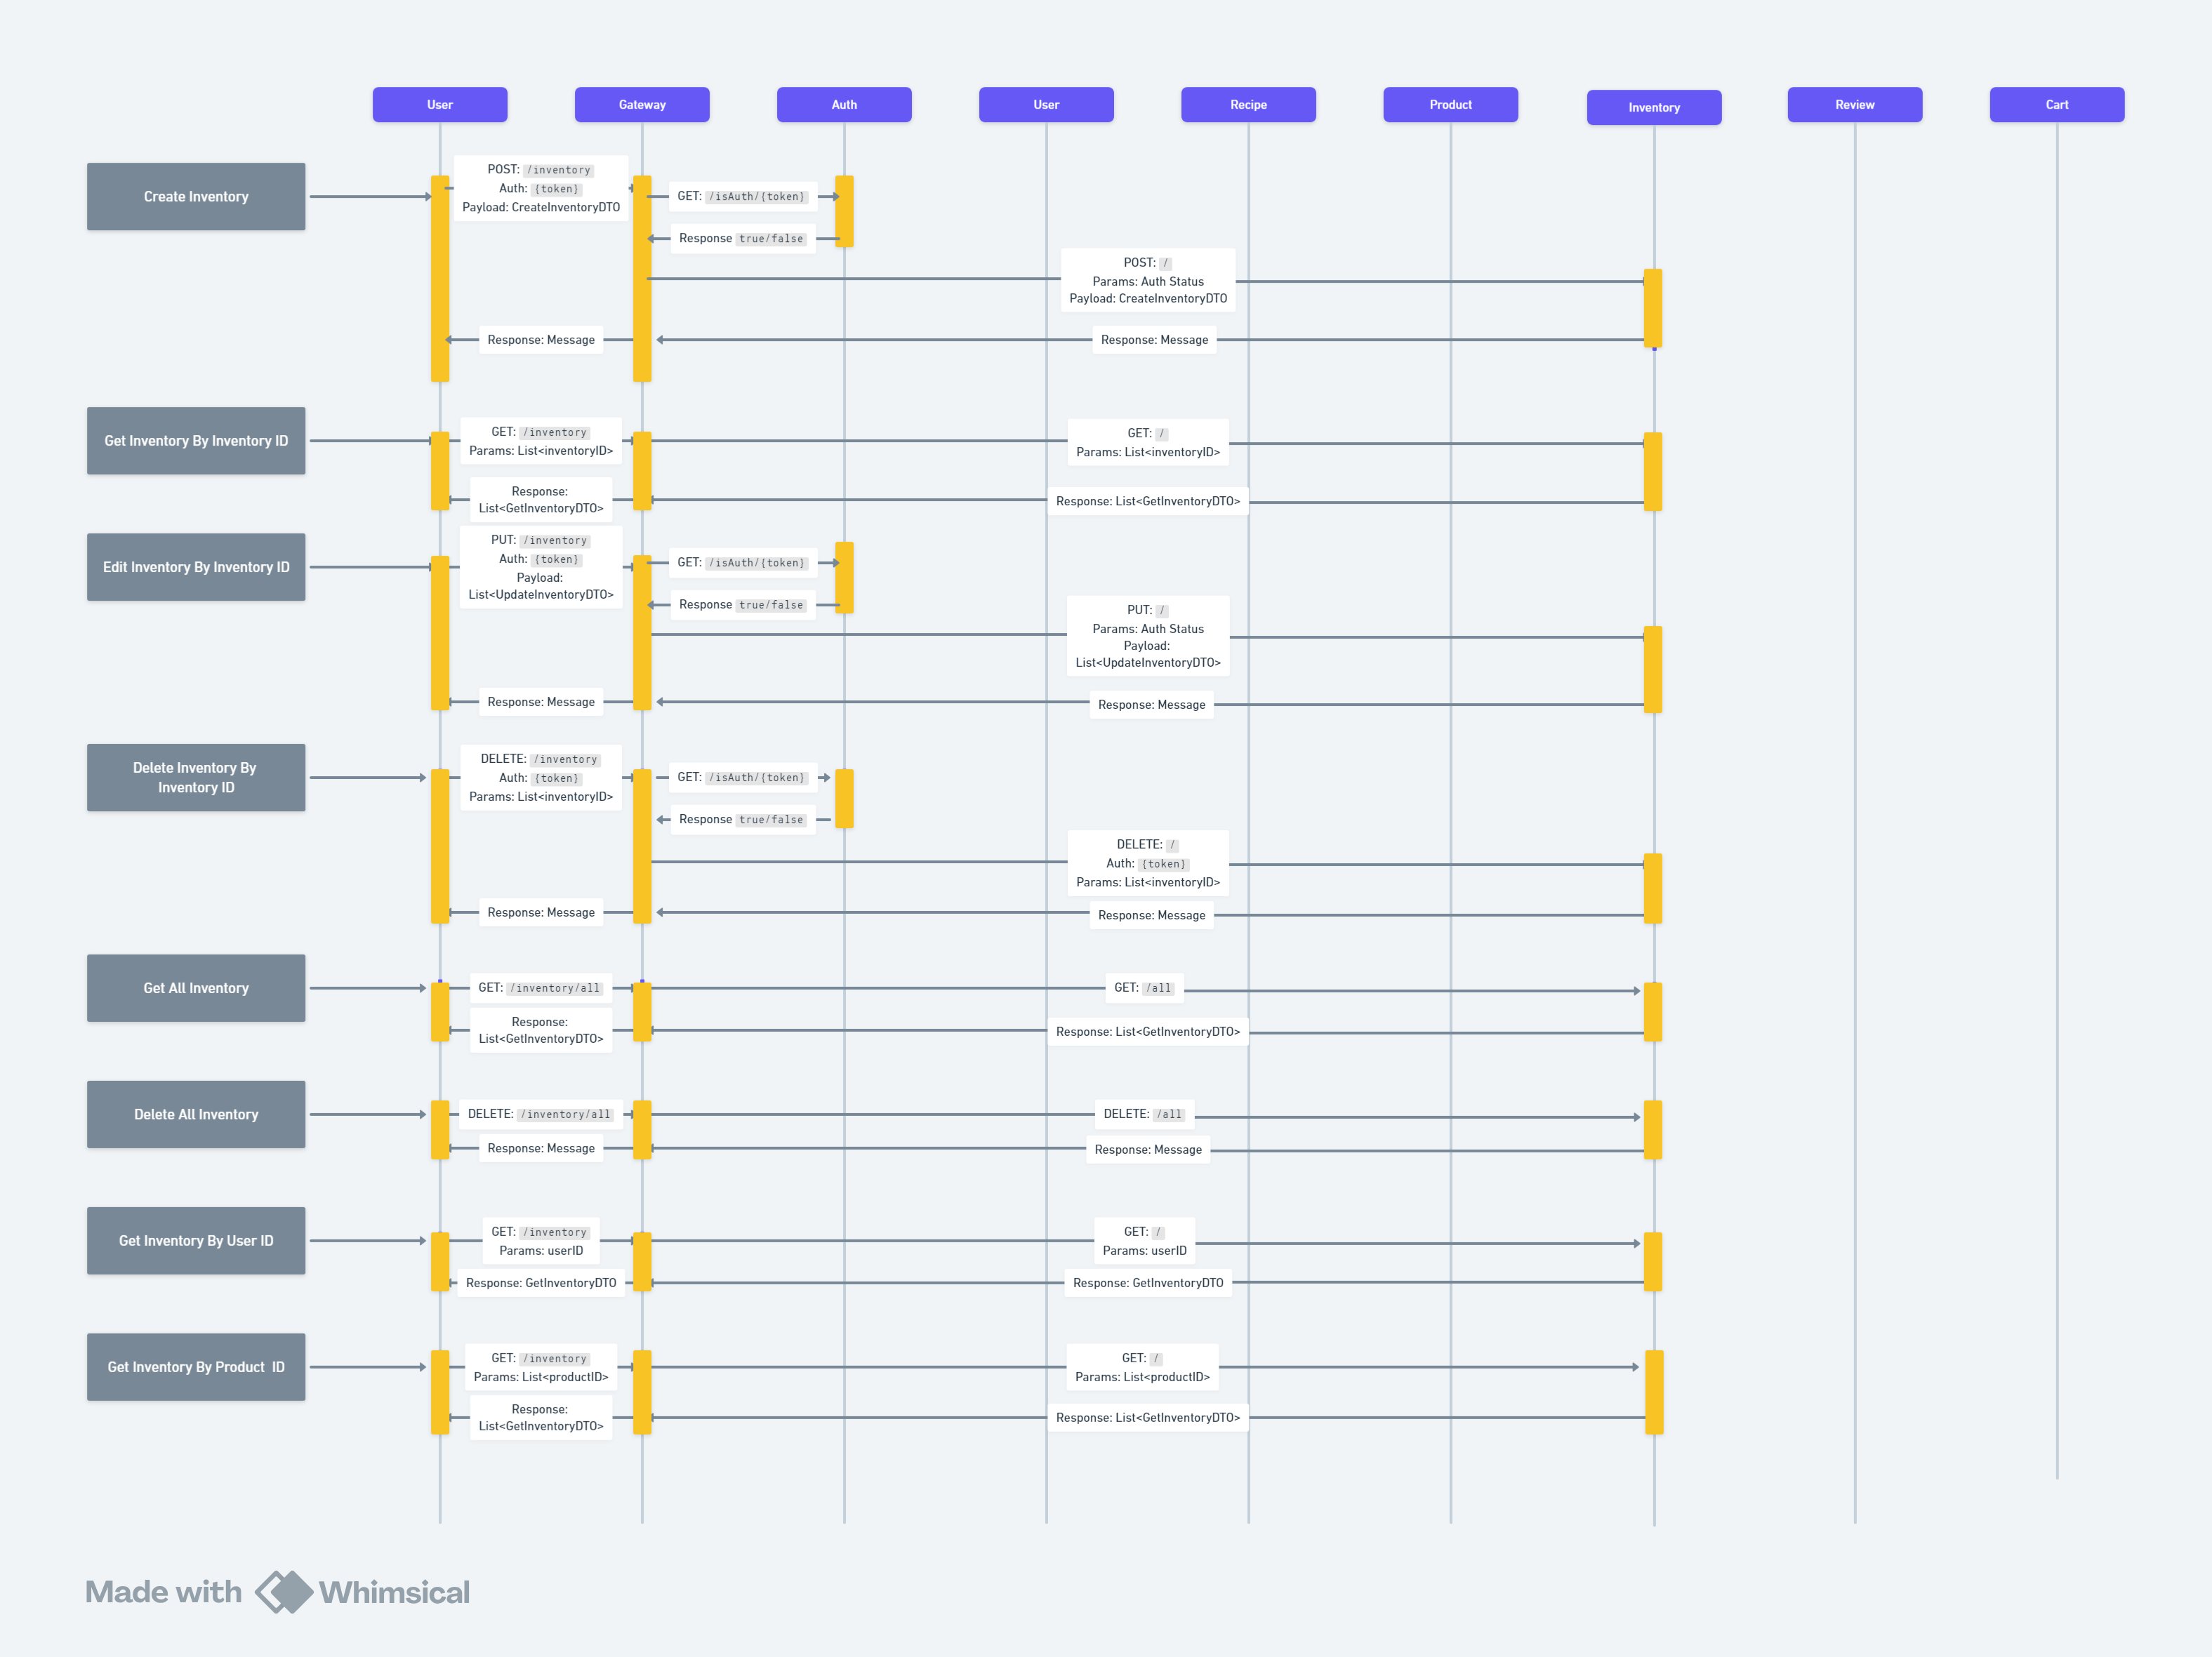 User
Gateway
Auth
User
Recipe
Product
Inventory
Review
Cart
Create Inventory
POST: /inventory
Auth: {token}
Payload: CreateInventoryDTO
GET: /isAuth/{token}
Response true/false
POST: /
Params: Auth Status
Payload: CreateInventoryDTO
Response: Message
Response: Message
Get Inventory By Inventory ID
GET: /inventory
Params: List<inventoryID>
GET: /
Params: List<inventoryID>
Response:
List<GetInventoryDTO>
Response: List<GetInventoryDTO>
Edit Inventory By Inventory ID
PUT: /inventory
Auth: {token}
Payload:
List<UpdateInventoryDTO>
GET: /isAuth/{token}
Response true/false
PUT: /
Params: Auth Status
Payload:
List<UpdateInventoryDTO>
Response: Message
Response: Message
Delete Inventory By
Inventory ID
DELETE: /inventory
Auth: {token}
Params: List<inventoryID>
GET: /isAuth/{token}
Response true/false
DELETE: /
Auth: {token}
Params: List<inventoryID>
Response: Message
Response: Message
Get All Inventory
GET: /inventory/all
GET: /all
Response:
List<GetInventoryDTO>
Response: List<GetInventoryDTO>
Delete All Inventory
DELETE: /inventory/all
DELETE: /all
Response: Message
Response: Message
Get Inventory By User ID
GET: /inventory
Params: userID
GET: /
Params: userID
Response: GetInventoryDTO
Response: GetInventoryDTO
Get Inventory By Product ID
GET: /inventory
Params: List<productID>
GET: /
Params: List<productID>
Response:
List<GetInventoryDTO>
Response: List<GetInventoryDTO>
Made with Whimsical